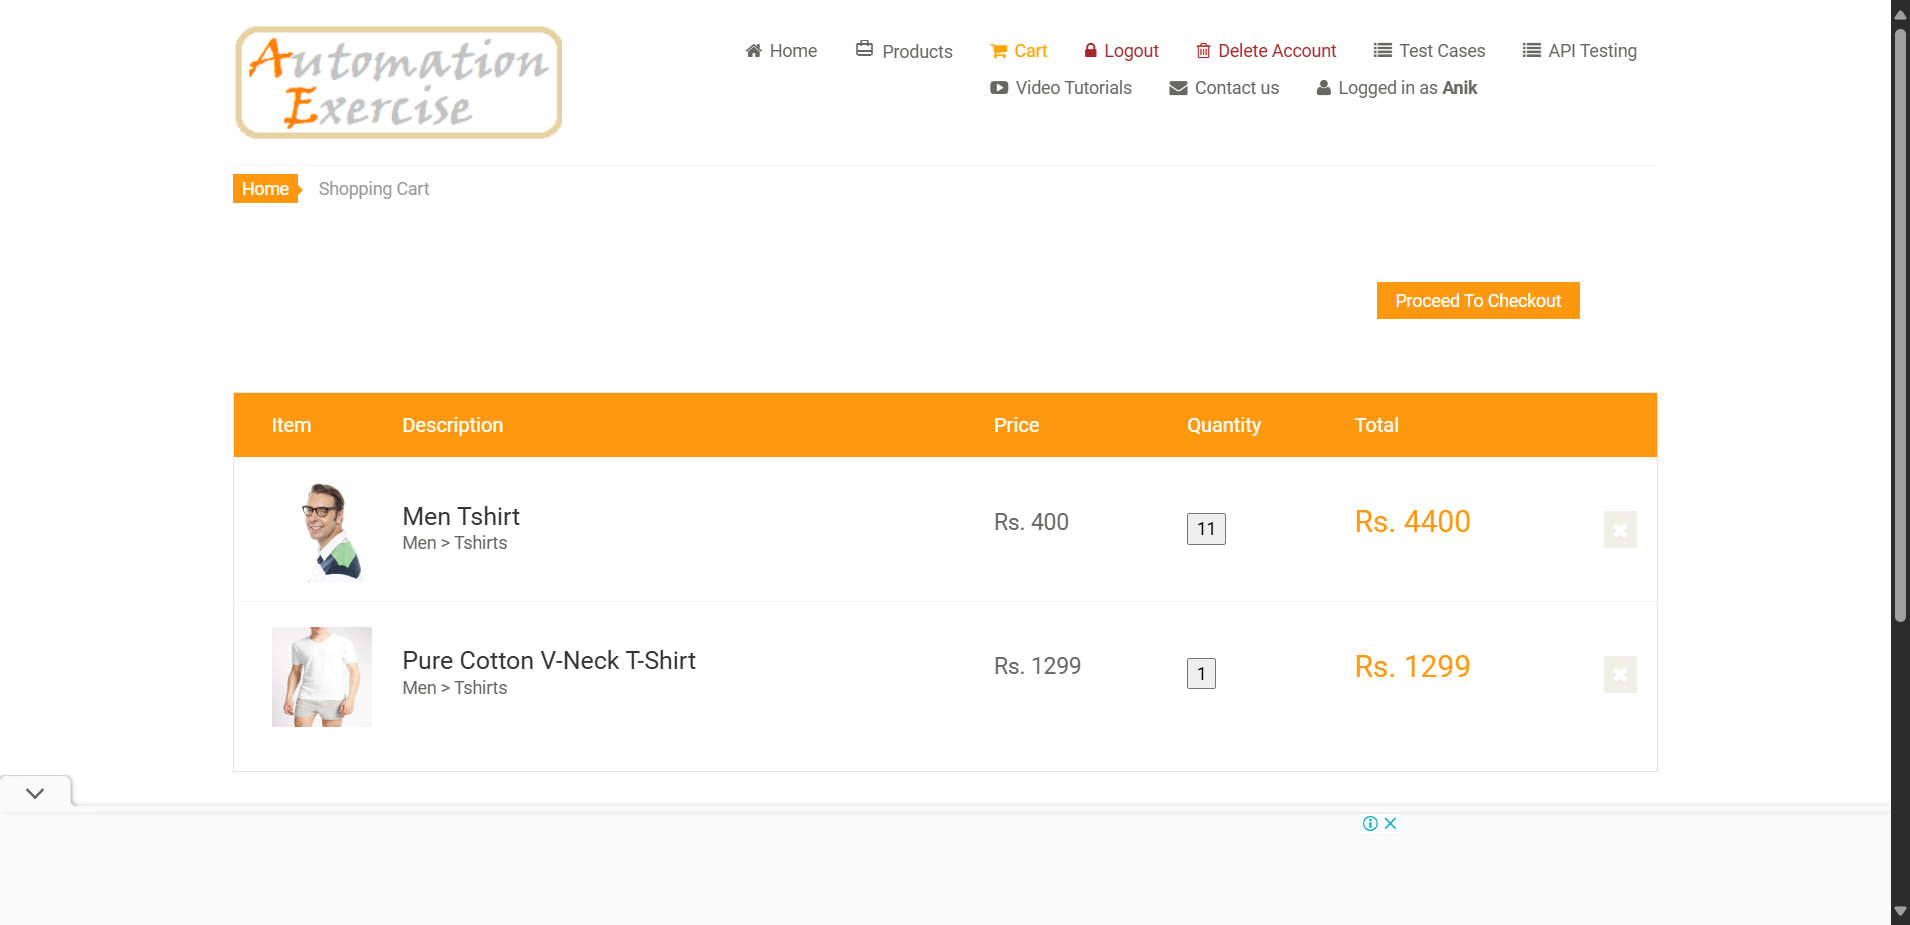 Automation
Exercise
Home Products Cart Logout Delete Account Test Cases API Testing
Video Tutorials Contact us Logged in as Anik
Home Shopping Cart
Proceed To Checkout
Item Description Price Quantity Total
Men Tshirt Rs. 400 11 Rs. 4400
Men > Tshirts
Pure Cotton V-Neck T-Shirt Rs. 1299 1 Rs. 1299
Men > Tshirts